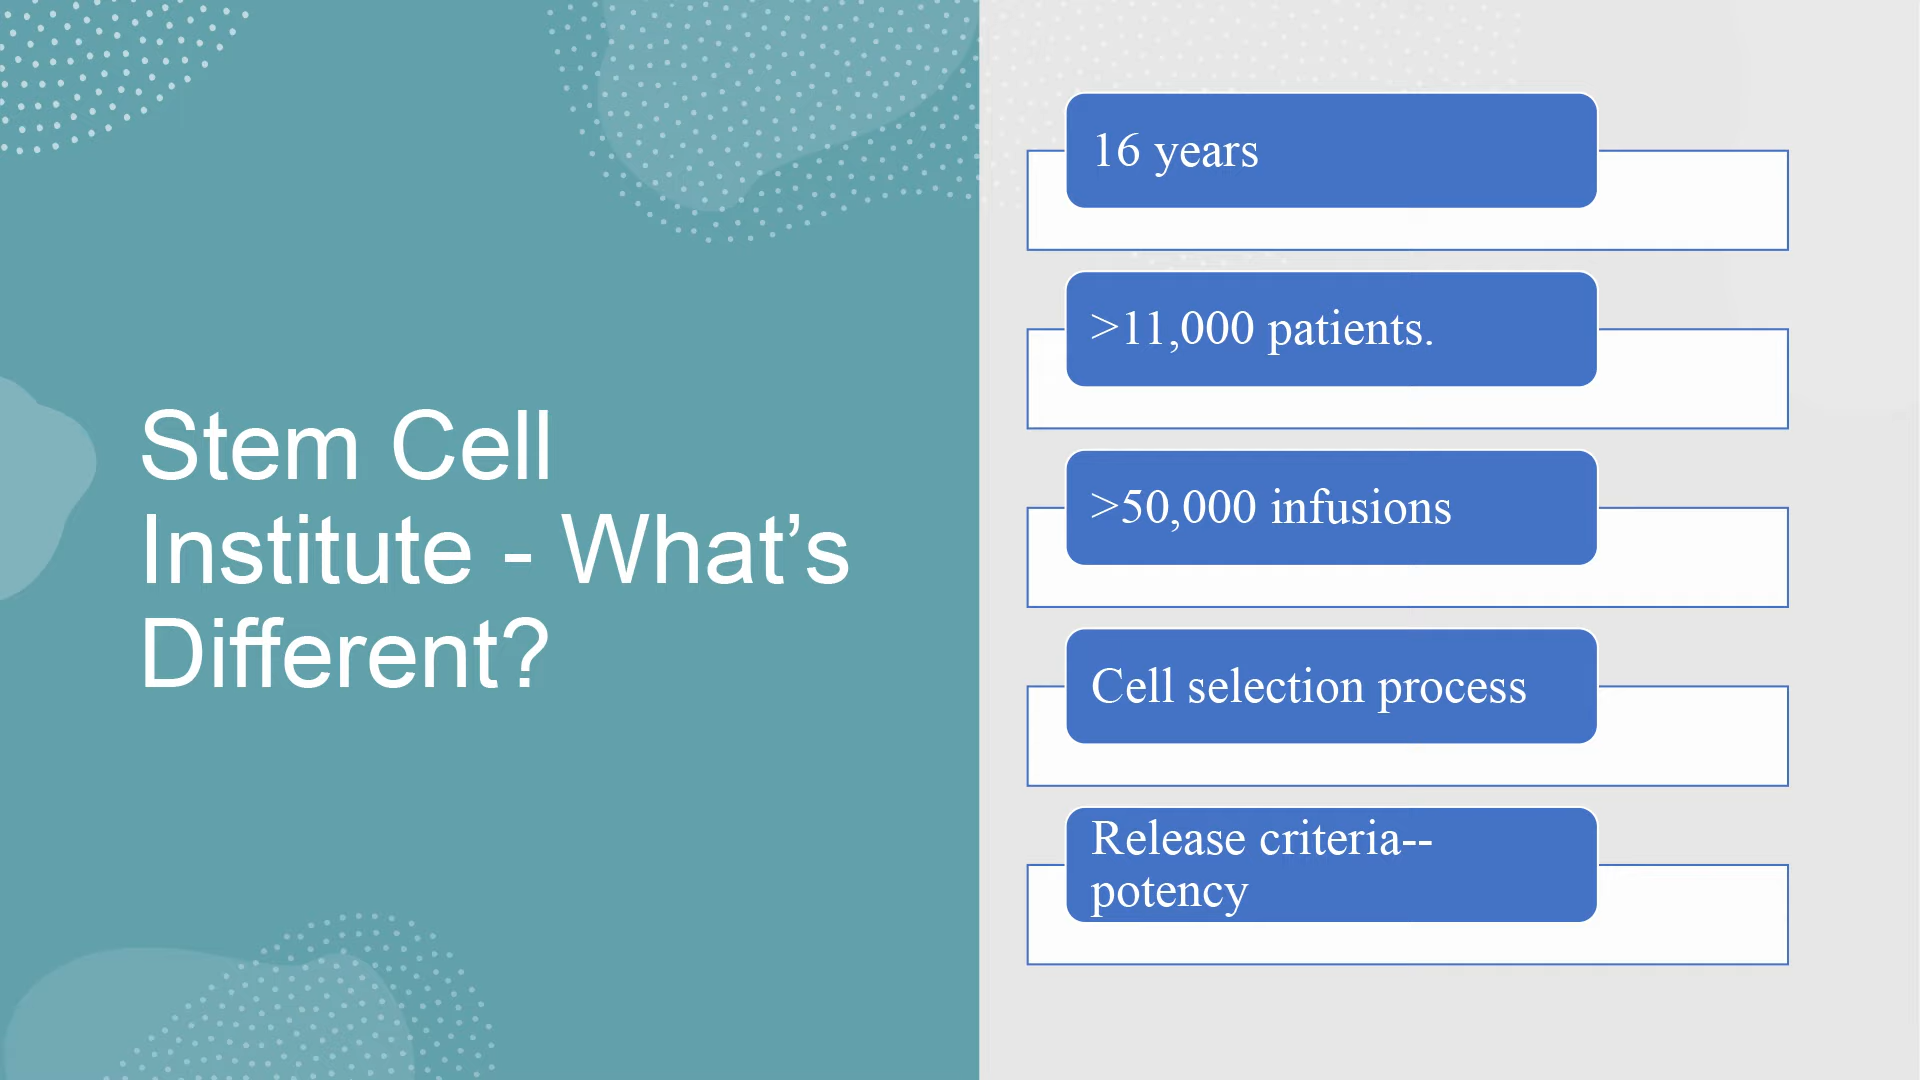 Stem Cell
Institute - What’s
Different?
16 years
>11,000 patients.
>50,000 infusions
Cell selection process
Release criteria--
potency